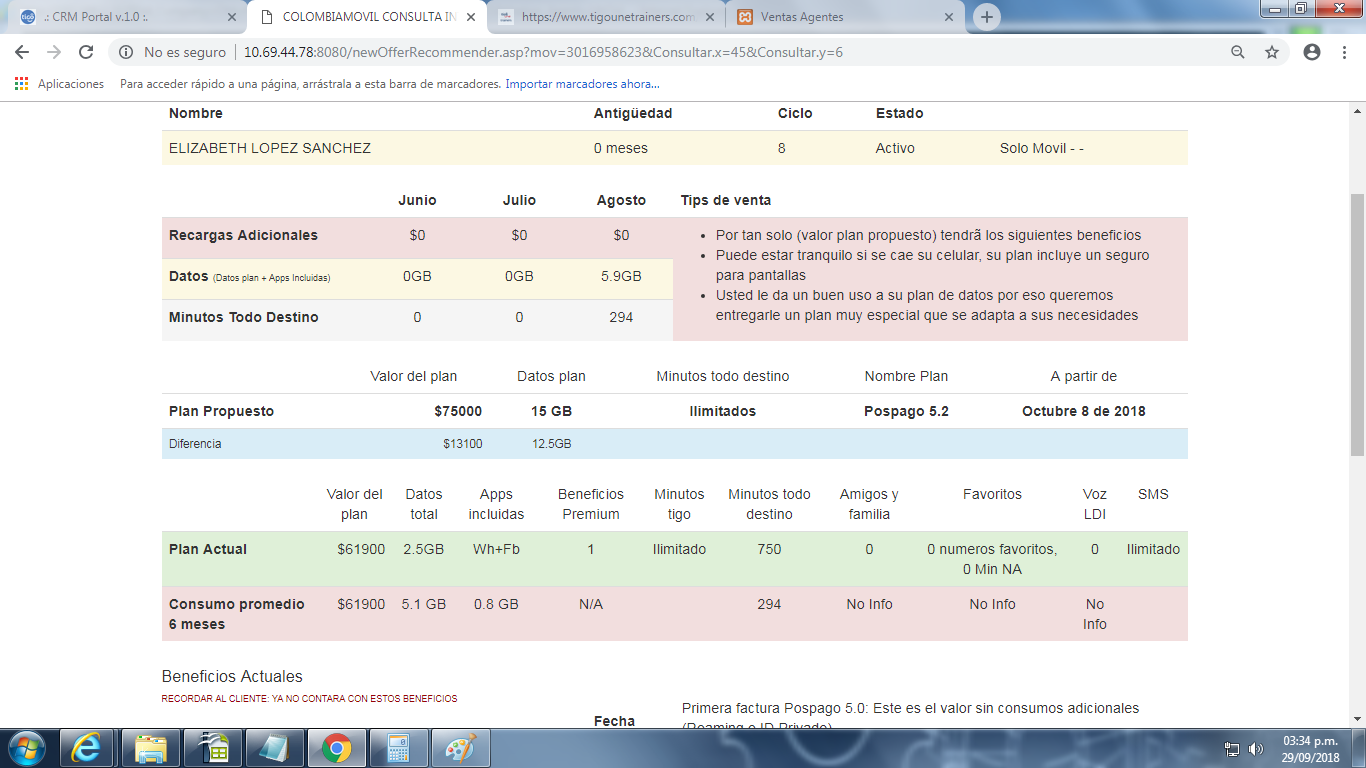 .: CRM Portal v.1.0 :.
COLOMBIAMOVIL CONSULTA IN
https://www.tigounetrainers.com
Ventas Agentes
No es seguro
10.69.44.78:8080/newOfferRecommender.asp?mov=3016958623&Consultar.x=45&Consultar.y=6
Aplicaciones Para acceder rápido a una página, arrástrala a esta barra de marcadores. Importar marcadores ahora...
Nombre Antigüedad Ciclo Estado
ELIZABETH LOPEZ SANCHEZ 0 meses 8 Activo Solo Movil - -
Junio Julio Agosto
Recargas Adicionales $0 $0 $0
Datos (Datos plan + Apps Incluidas) 0GB 0GB 5.9GB
Minutos Todo Destino 0 0 294
Tips de venta
• Por tan solo (valor plan propuesto) tendrã los siguientes beneficios
• Puede estar tranquilo si se cae su celular, su plan incluye un seguro
para pantallas
• Usted le da un buen uso a su plan de datos por eso queremos
entregarle un plan muy especial que se adapta a sus necesidades
Valor del plan Datos plan Minutos todo destino Nombre Plan A partir de
Plan Propuesto $75000 15 GB Ilimitados Pospago 5.2 Octubre 8 de 2018
Diferencia $13100 12.5GB
Valor del Datos Apps Beneficios Minutos Minutos todo Amigos y Favoritos Voz SMS
plan total incluidas Premium tigo destino familia LDI
Plan Actual $61900 2.5GB Wh+Fb 1 Ilimitado 750 0 0 numeros favoritos, 0 Ilimitado
0 Min NA
Consumo promedio $61900 5.1 GB 0.8 GB N/A 294 No Info No Info No
6 meses Info
Beneficios Actuales
RECORDAR AL CLIENTE: YA NO CONTARA CON ESTOS BENEFICIOS
Fecha
Primera factura Pospago 5.0: Este es el valor sin consumos adicionales
(Roaming o ID Privado)
03:34 p.m.
29/09/2018